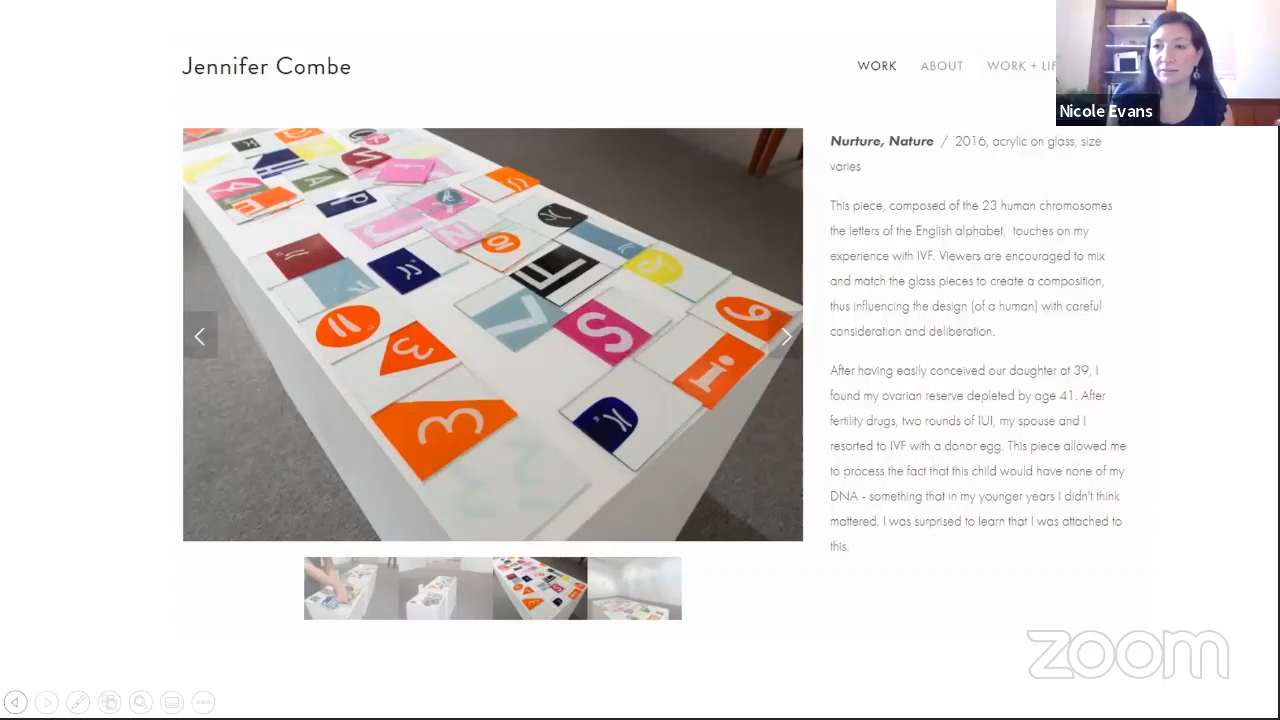 Jennifer Combe
WORK ABOUT WORK + LIF
Nicole Evans
Nurture, Nature / 2016, acrylic on glass, size
varies
This piece, composed of the 23 human chromosomes
the letters of the English alphabet, touches on my
experience with IVF. Viewers are encouraged to mix
and match the glass pieces to create a composition,
thus influencing the design (of a human) with careful
consideration and deliberation.
After having easily conceived our daughter at 39, I
found my ovarian reserve depleted by age 41. After
fertility drugs, two rounds of IUI, my spouse and I
resorted to IVF with a donor egg. This piece allowed me
to process the fact that this child would have none of my
DNA - something that in my younger years I didn't think
mattered. I was surprised to learn that I was attached to
this.
zoom